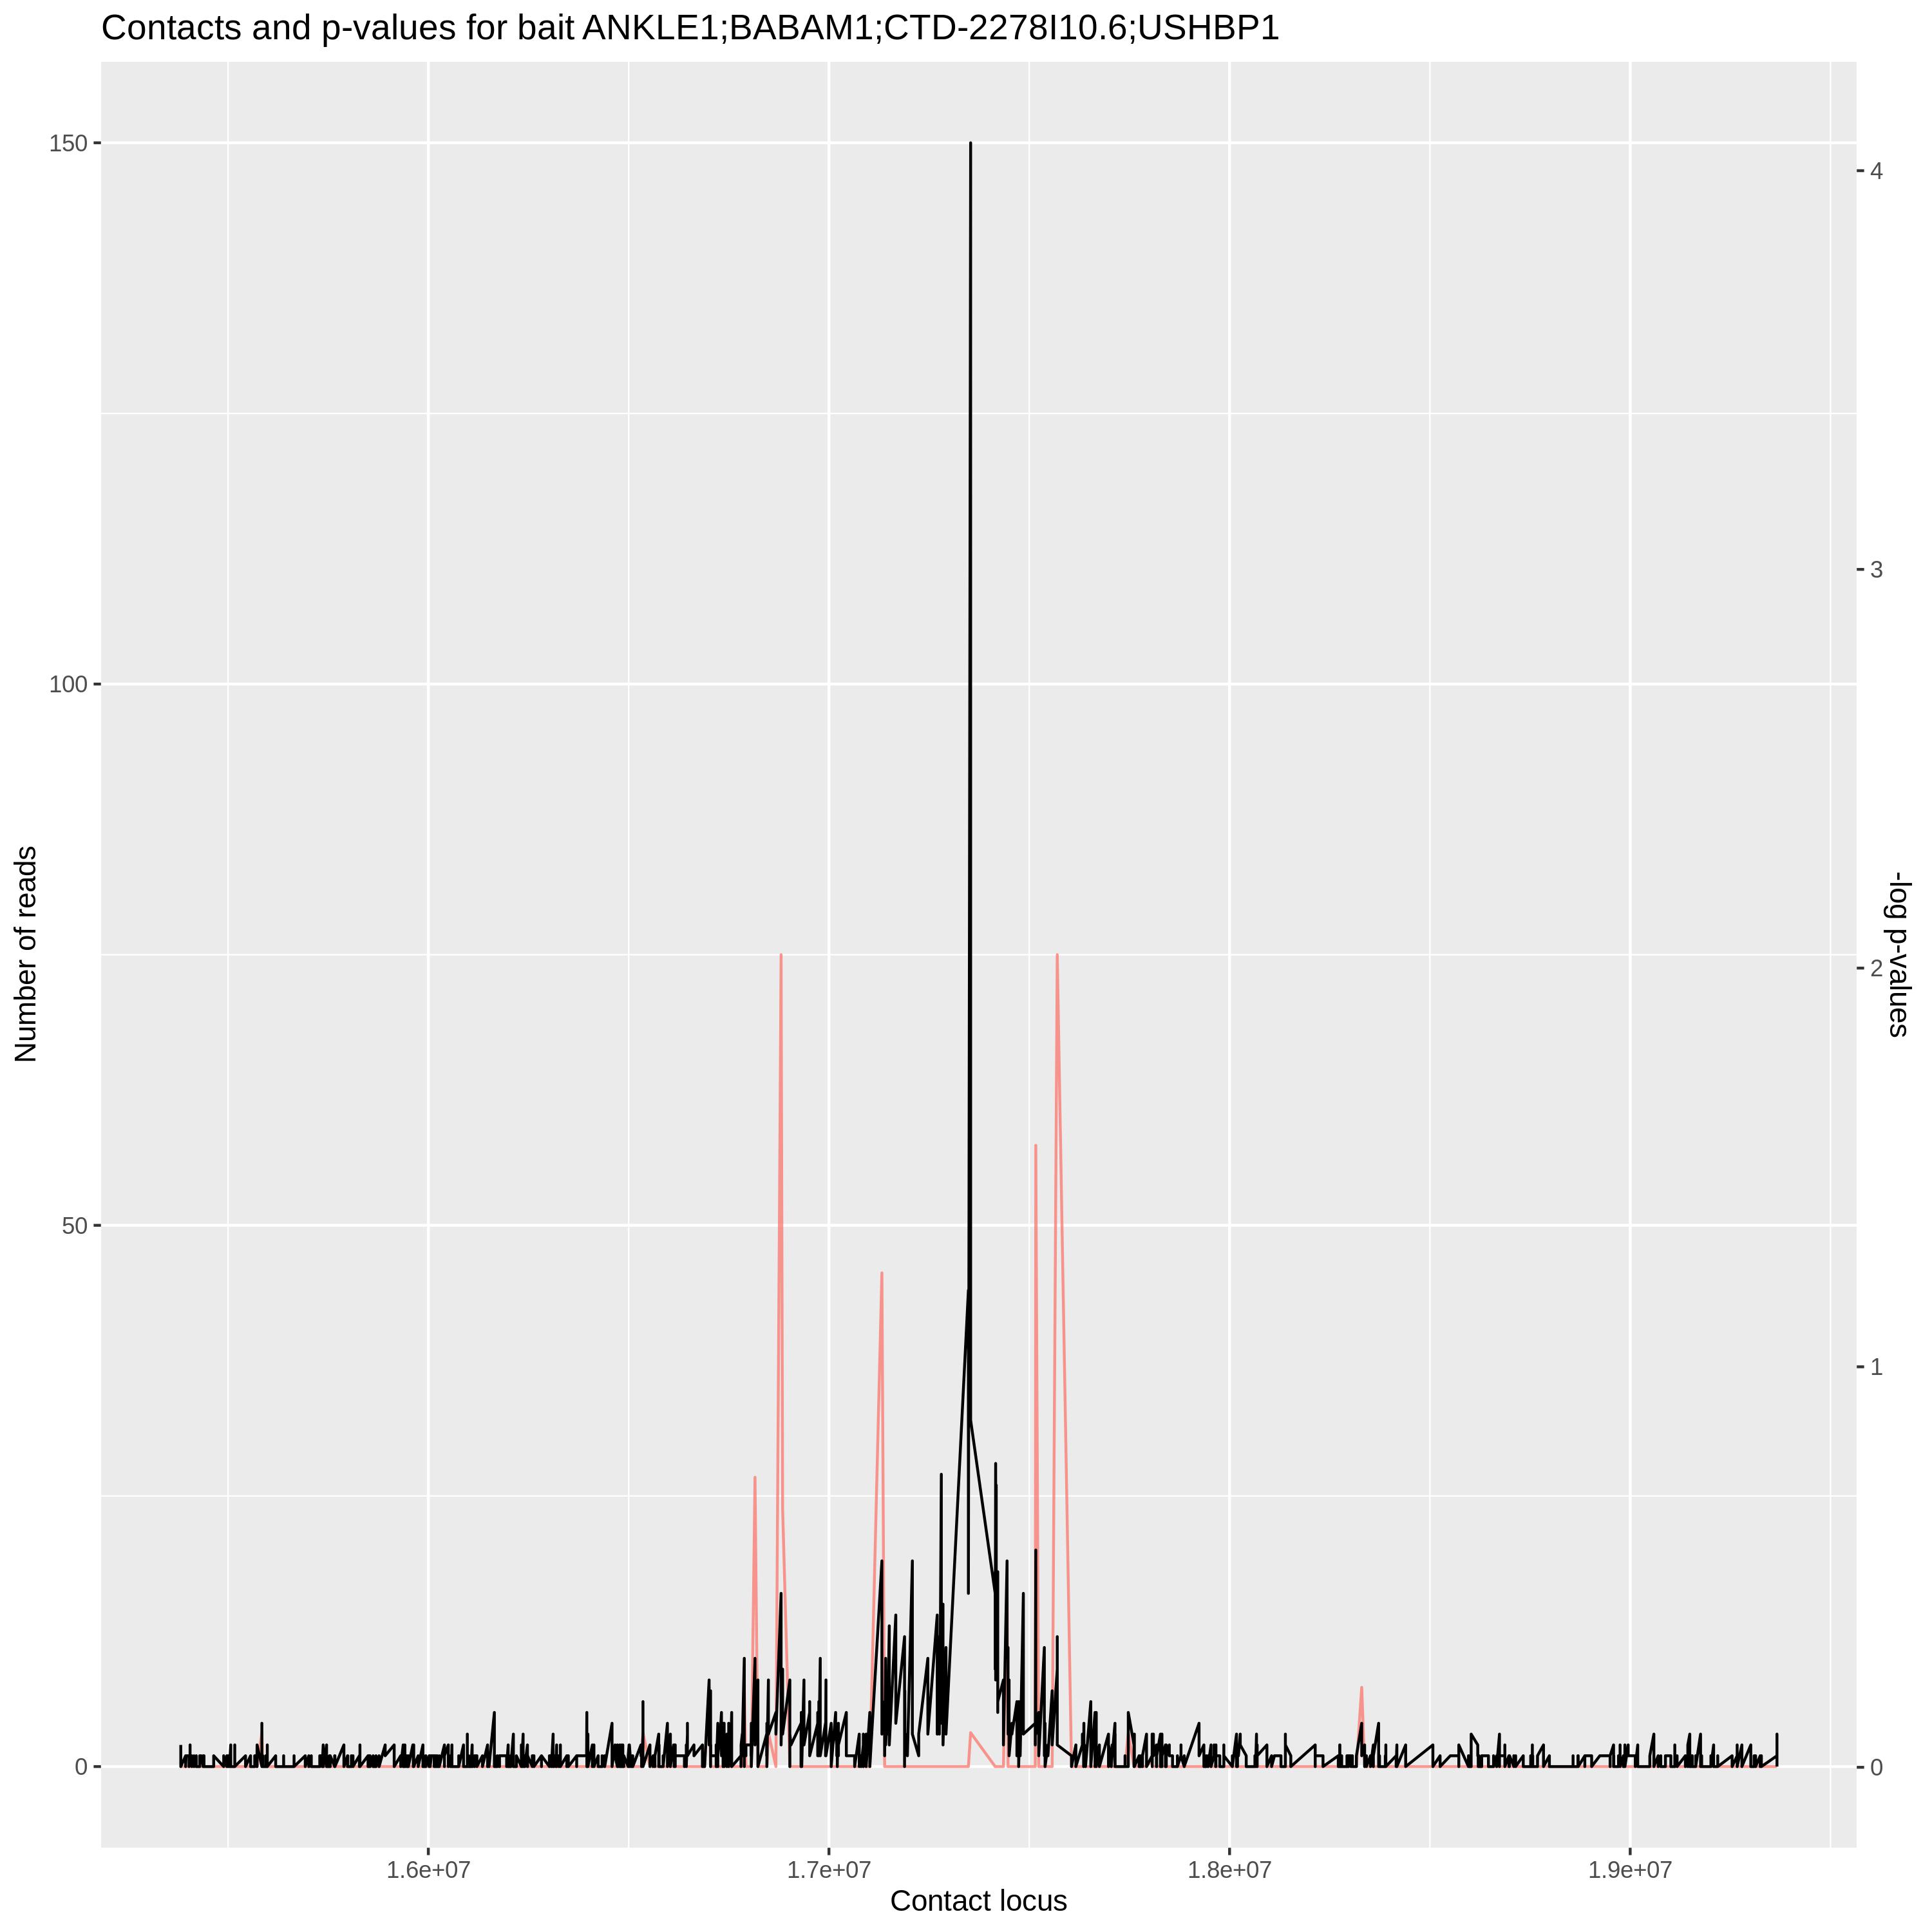 Contacts and p-values for bait ANKLE1;BABAM1;CTD-2278I10.6;USHBP1
150
100
50
0
Number of reads
4
3
2
1
0
-log p-values
1.6e+07
1.7e+07
1.8e+07
1.9e+07
Contact locus